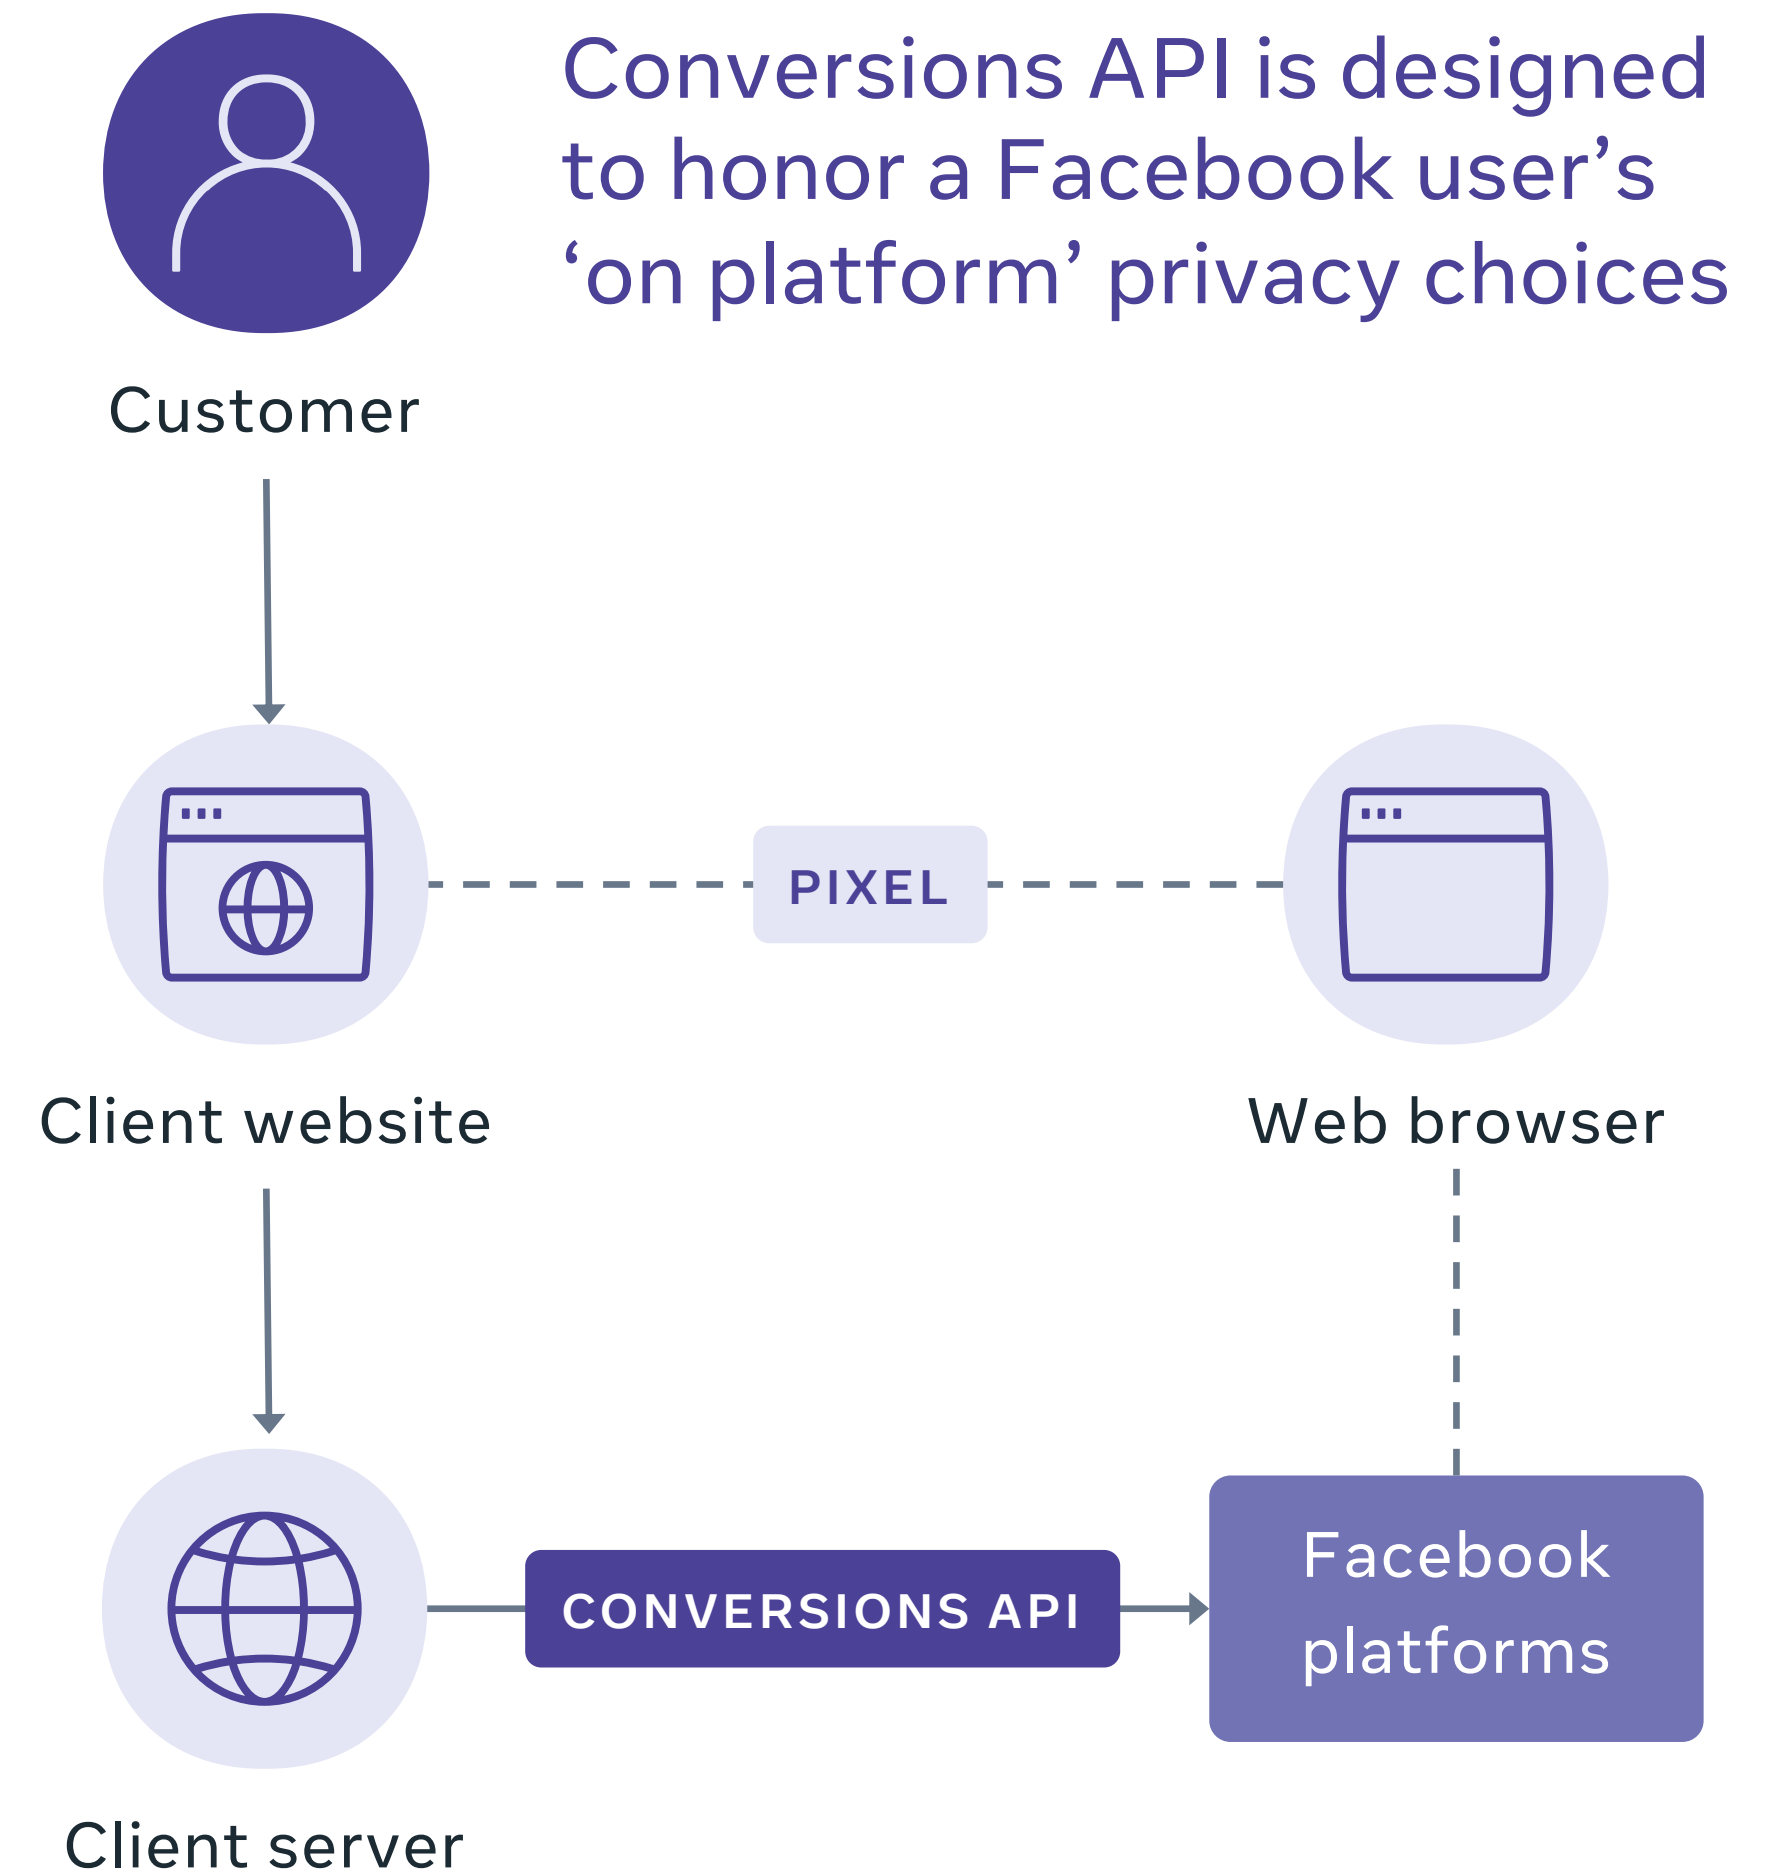 Conversions API is designed
to honor a Facebook user’s
‘on platform’ privacy choices
Customer
PIXEL
Client website
Web browser
CONVERSIONS API
Facebook
platforms
Client server